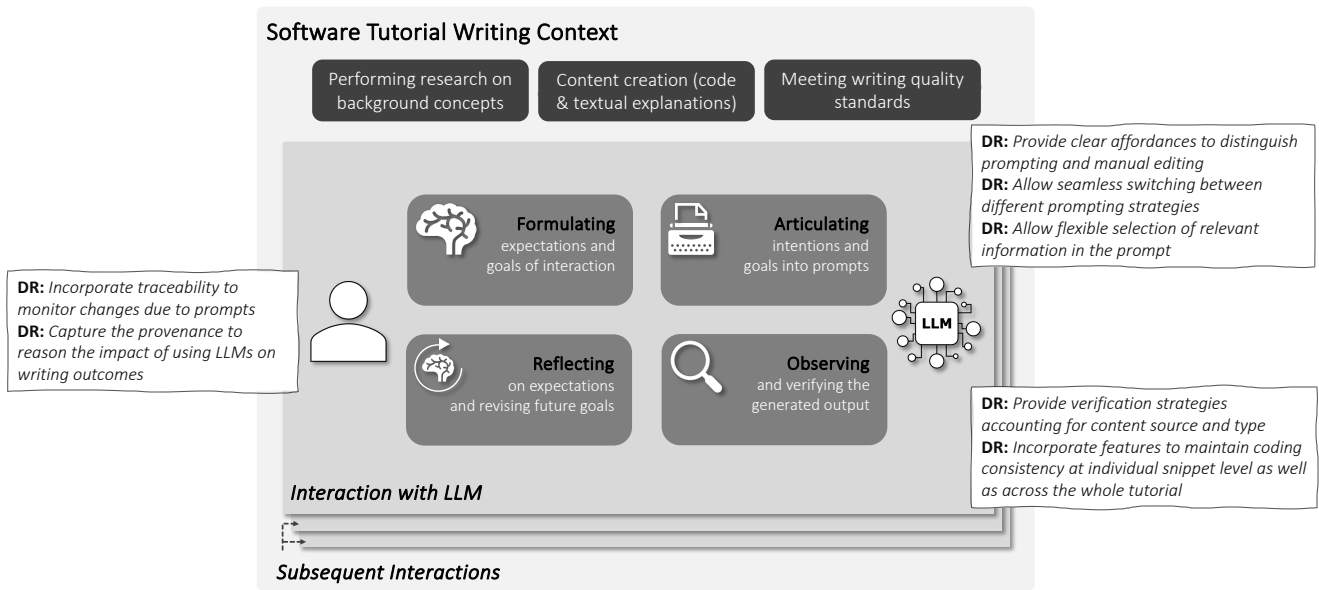 Software Tutorial Writing Context
Performing research on
background concepts
Content creation (code
& textual explanations)
Meeting writing quality
standards
DR: Provide clear affordances to distinguish
prompting and manual editing
DR: Allow seamless switching between
different prompting strategies
DR: Allow flexible selection of relevant
information in the prompt
Formulating
expectations and
goals of interaction
Articulating
intentions and
goals into prompts
DR: Incorporate traceability to
monitor changes due to prompts
DR: Capture the provenance to
reason the impact of using LLMs on
writing outcomes
LLM
Reflecting
on expectations
and revising future goals
Observing
and verifying the
generated output
DR: Provide verification strategies
accounting for content source and type
DR: Incorporate features to maintain coding
consistency at individual snippet level as well
as across the whole tutorial
Interaction with LLM
Subsequent Interactions